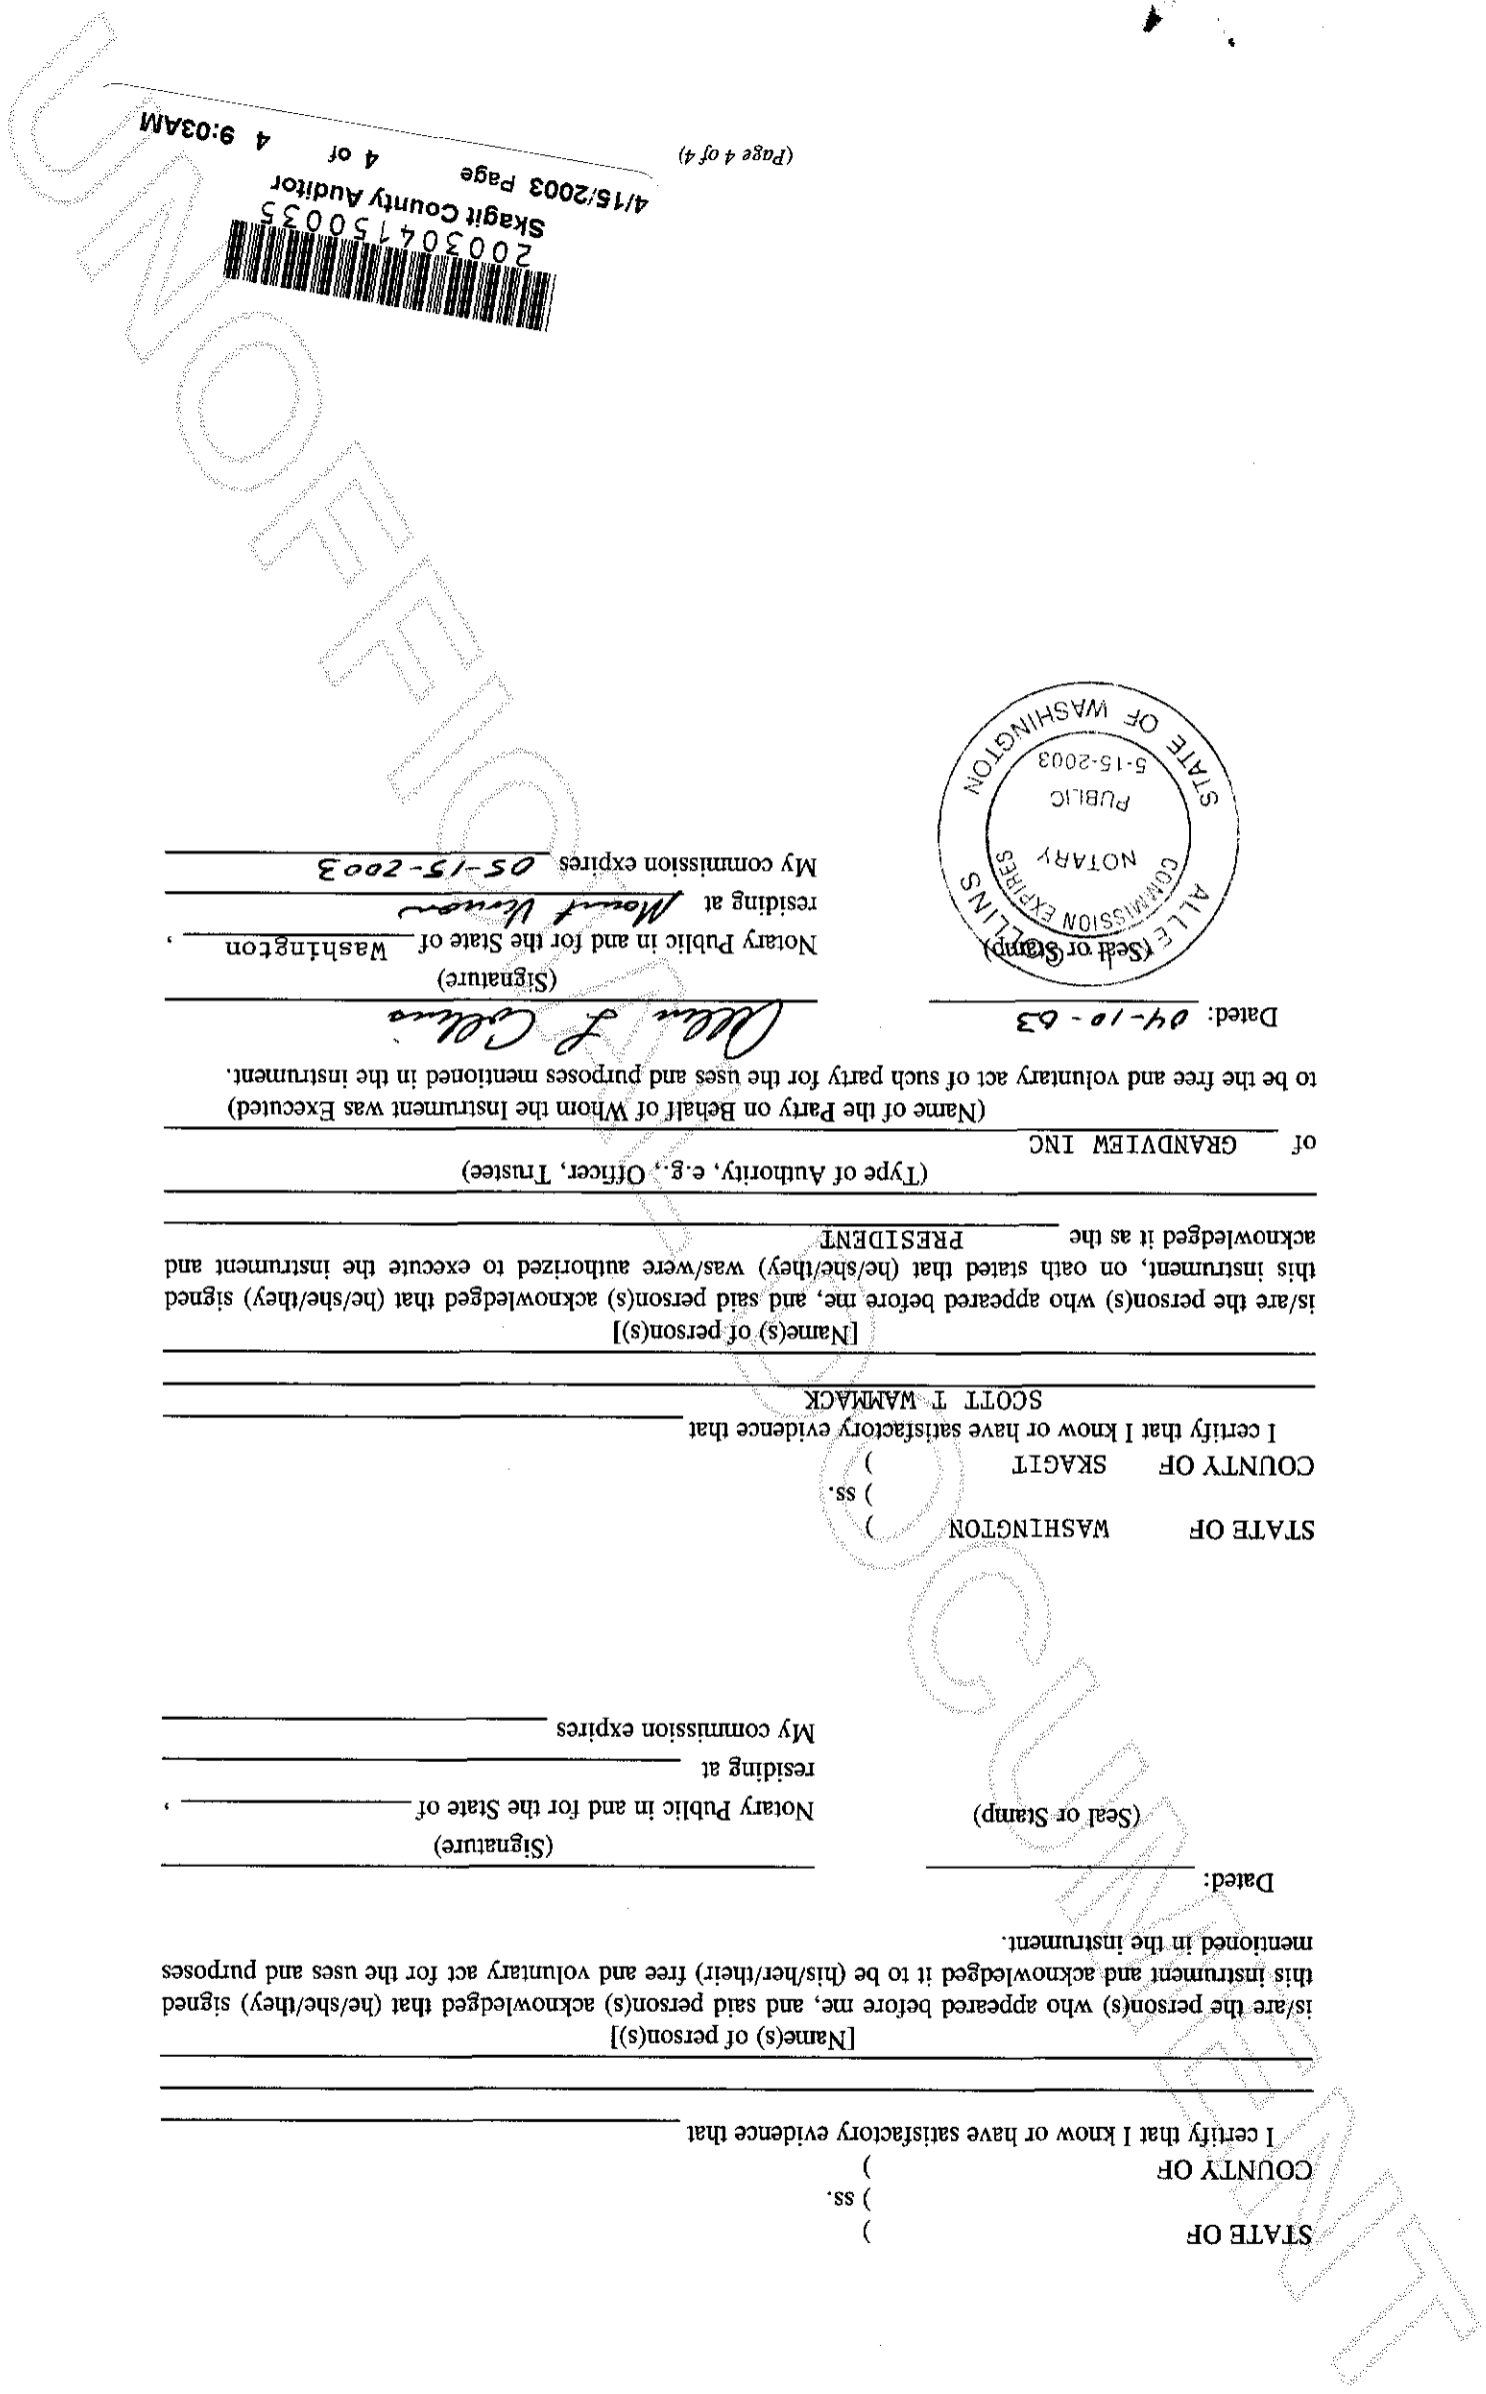 STATE OF )
) ss.
COUNTY OF )
I certify that I know or have satisfactory evidence that
[Name(s) of person(s)]
is/are the person(s) who appeared before me, and said person(s) acknowledged that (he/she/they) signed
this instrument and acknowledged it to be (his/her/their) free and voluntary act for the uses and purposes
mentioned in the instrument.
Dated:
(Signature)
(Seal or Stamp)
Notary Public in and for the State of ,
residing at
My commission expires
STATE OF WASHINGTON )
) ss.
COUNTY OF SKAGIT )
I certify that I know or have satisfactory evidence that
SCOTT T WAMMACK
[Name(s) of person(s)]
is/are the person(s) who appeared before me, and said person(s) acknowledged that (he/she/they) signed
this instrument, on oath stated that (he/she/they) was/were authorized to execute the instrument and
acknowledged it as the PRESIDENT
(Type of Authority, e.g., Officer, Trustee)
of GRANDVIEW INC
(Name of the Party on Behalf of Whom the Instrument was Executed)
to be the free and voluntary act of such party for the uses and purposes mentioned in the instrument.
Dated: 04-10-03
Allen L Collins
(Signature)
(Seal or Stamp)
Notary Public in and for the State of Washington ,
residing at Mount Vernon
My commission expires 05-15-2003
COLLINS
COMMISSION EXPIRES
NOTARY
PUBLIC
5-15-2003
STATE OF WASHINGTON
200304150035
Skagit County Auditor
4/15/2003 Page 4 of 4 9:03AM
(Page 4 of 4)
UNOFFICIAL DOCUMENT